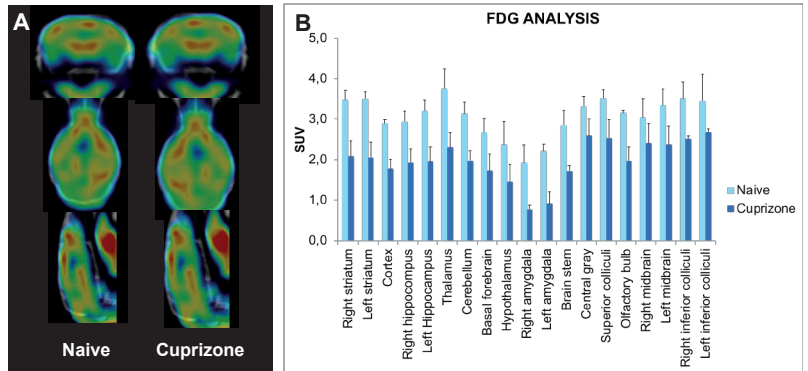 A
Naive
Cuprizone
B
FDG ANALYSIS
SUV
5,0
4,0
3,0
2,0
1,0
0,0
Right striatum
Left striatum
Cortex
Right hippocampus
Left Hippocampus
Thalamus
Cerebellum
Basal forebrain
Hypothalamus
Right amygdala
Left amygdala
Brain stem
Central gray
Superior colliculi
Olfactory bulb
Right midbrain
Left midbrain
Right inferior colliculi
Left inferior colliculi
Naive
Cuprizone